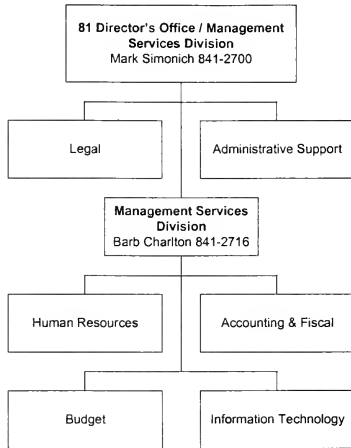 81 Director's Office / Management
Services Division
Mark Simonich 841-2700
Legal
Administrative Support
Management Services
Division
Barb Charlton 841-2716
Human Resources
Accounting & Fiscal
Budget
Information Technology